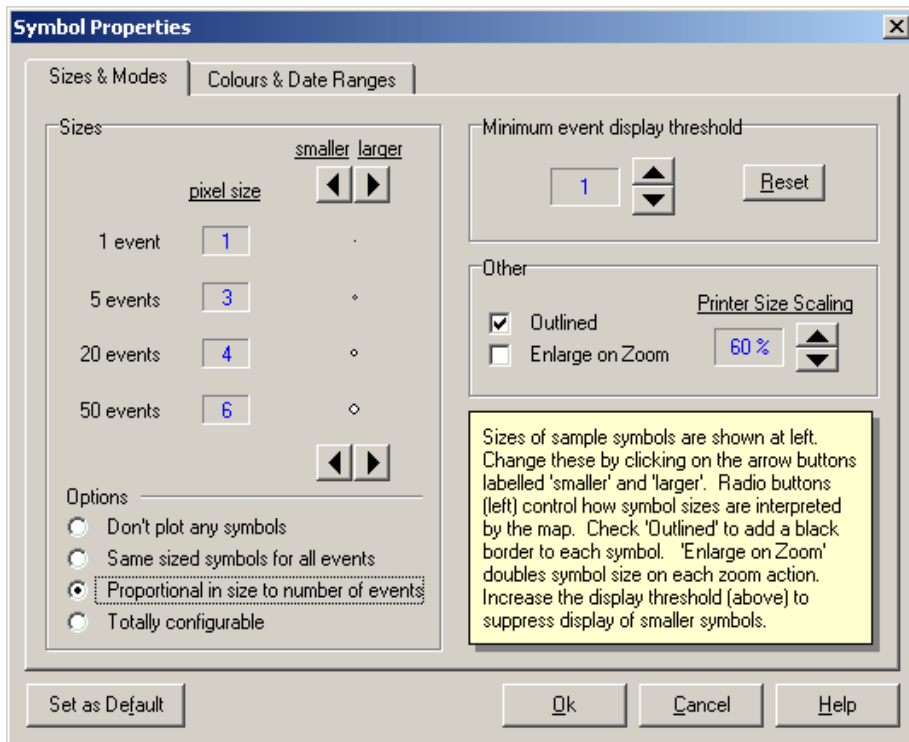 Symbol Properties
Sizes & Modes
Colours & Date Ranges
Sizes
smaller larger
pixel size
1 event 1
5 events 3
20 events 4
50 events 6
Options
Don't plot any symbols
Same sized symbols for all events
Proportional in size to number of events
Totally configurable
Minimum event display threshold
1
Reset
Other
Printer Size Scaling
Outlined
Enlarge on Zoom
60 %
Sizes of sample symbols are shown at left.
Change these by clicking on the arrow buttons
labelled 'smaller' and 'larger'. Radio buttons
(left) control how symbol sizes are interpreted
by the map. Check 'Outlined' to add a black
border to each symbol. 'Enlarge on Zoom'
doubles symbol size on each zoom action.
Increase the display threshold (above) to
suppress display of smaller symbols.
Set as Default
Ok
Cancel
Help